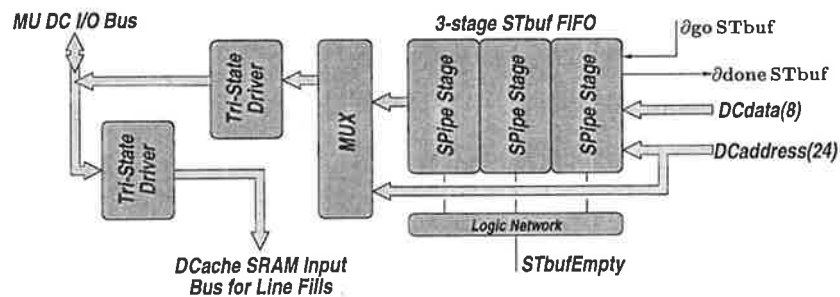 MU DC I/O Bus
3-stage STbuf FIFO
∂go STbuf
∂done STbuf
Tri-State
Driver
MUX
SPipe Stage
SPipe Stage
SPipe Stage
DCdata(8)
DCaddress(24)
Tri-State
Driver
Logic Network
DCache SRAM Input
Bus for Line Fills
STbufEmpty